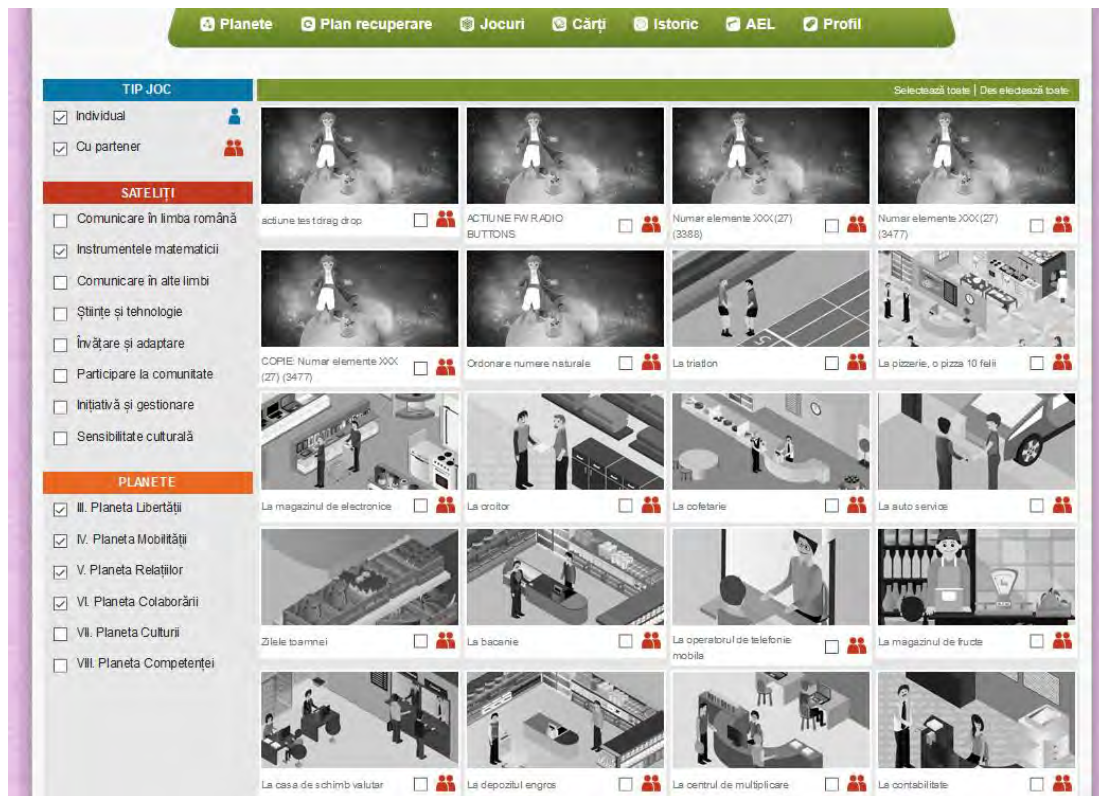 Planete Plan recuperare Jocuri Cărți Istoric AEL Profil
TIP JOC
Individual
Cu partener
SATELIȚI
Comunicare în limba română
Instrumentele matematicii
Comunicare în alte limbi
Științe și tehnologie
Învățare și adaptare
Participare la comunitate
Inițiativă și gestionare
Sensibilitate culturală
PLANETE
III. Planeta Libertății
IV. Planeta Mobilității
V. Planeta Relațiilor
VI. Planeta Colaborării
VII. Planeta Culturii
VIII. Planeta Competenței
Selectează toate | Deselectează toate
actiune test drag drop
ACTIUNE FW RADIO
BUTTONS
Numar elemente XXX (27)
(3388)
Numar elemente XXX (27)
(3477)
COPIE: Numar elemente XXX
(27) (3477)
Ordonare numere naturale
La triatlon
La pizzerie, o pizza 10 felii
La magazinul de electronice
La croitor
La cofetarie
La auto service
Zilele toamnei
La bacanie
La operatorul de telefonie
mobila
La magazinul de fructe
La casa de schimb valutar
La depozitul engros
La centrul de multiplicare
La contabilitate